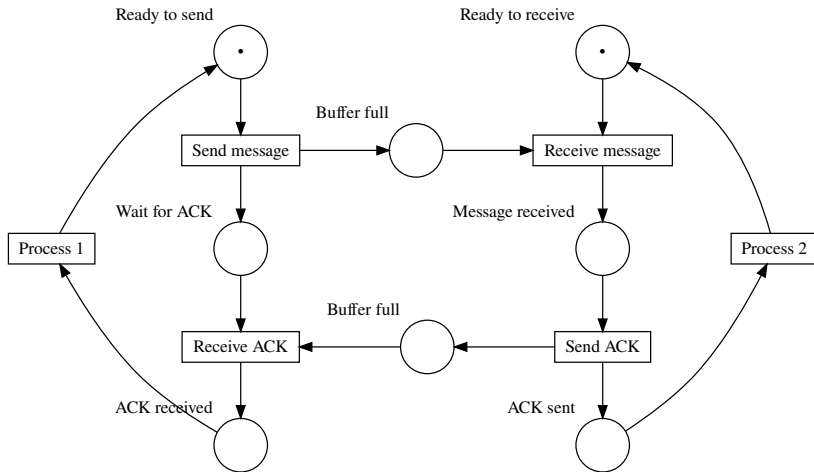 Ready to send
Ready to receive
Buffer full
Send message
Receive message
Wait for ACK
Message received
Process 1
Process 2
Buffer full
Receive ACK
Send ACK
ACK received
ACK sent